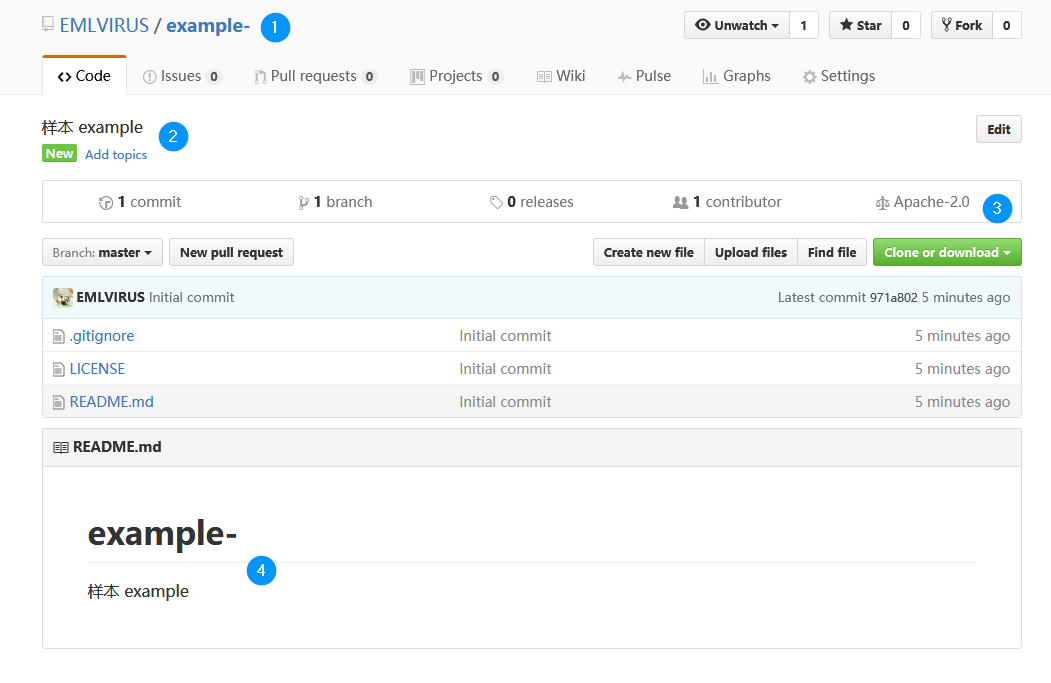 EMLVIRUS / example- 1 Unwatch 1 Star 0 Fork 0
Code Issues 0 Pull requests 0 Projects 0 Wiki Pulse Graphs Settings
样本 example 2 Edit
New Add topics
1 commit 1 branch 0 releases 1 contributor Apache-2.0 3
Branch: master New pull request Create new file Upload files Find file Clone or download
EMLVIRUS Initial commit Latest commit 971a802 5 minutes ago
.gitignore Initial commit 5 minutes ago
LICENSE Initial commit 5 minutes ago
README.md Initial commit 5 minutes ago
README.md
example-
4
样本 example